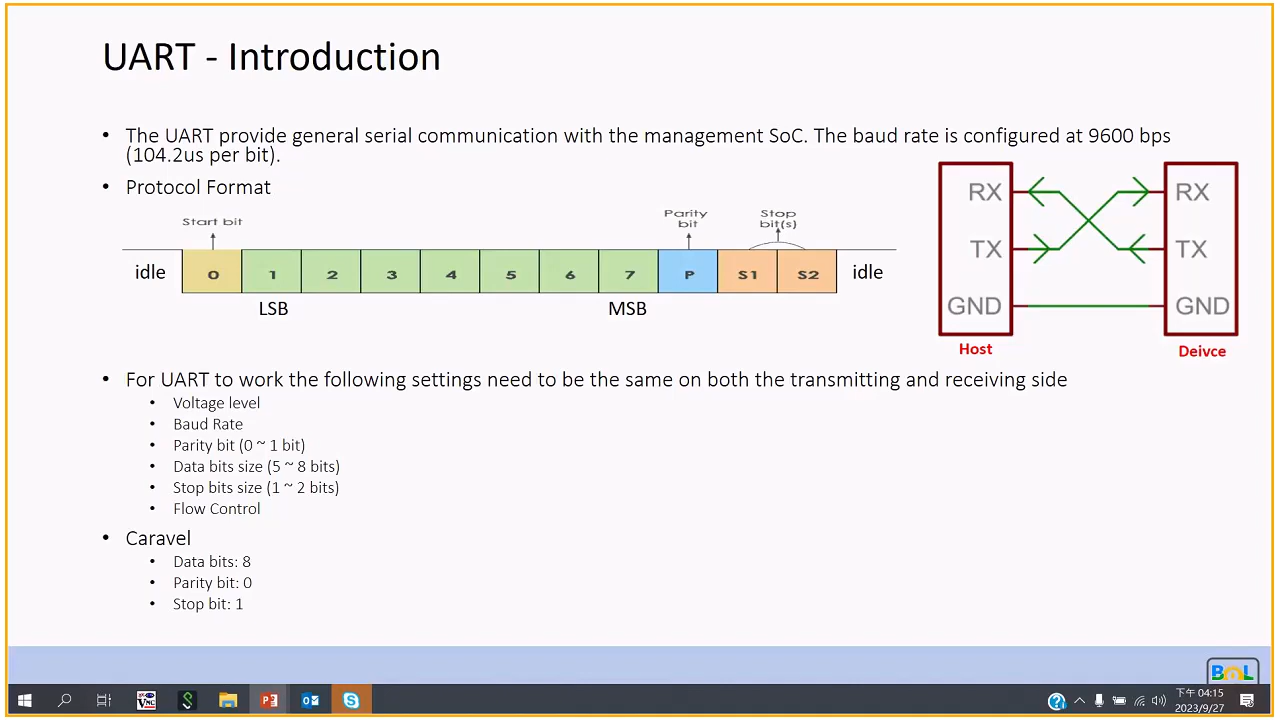 UART - Introduction
• The UART provide general serial communication with the management SoC. The baud rate is configured at 9600 bps
(104.2us per bit).
• Protocol Format
Start bit
Parity
bit
Stop
bit(s)
idle 0 1 2 3 4 5 6 7 P S1 S2 idle
LSB MSB
RX RX
TX TX
GND GND
Host Deivce
• For UART to work the following settings need to be the same on both the transmitting and receiving side
• Voltage level
• Baud Rate
• Parity bit (0 ~ 1 bit)
• Data bits size (5 ~ 8 bits)
• Stop bits size (1 ~ 2 bits)
• Flow Control
• Caravel
• Data bits: 8
• Parity bit: 0
• Stop bit: 1
BOL
VNC
下午 04:15
2023/9/27